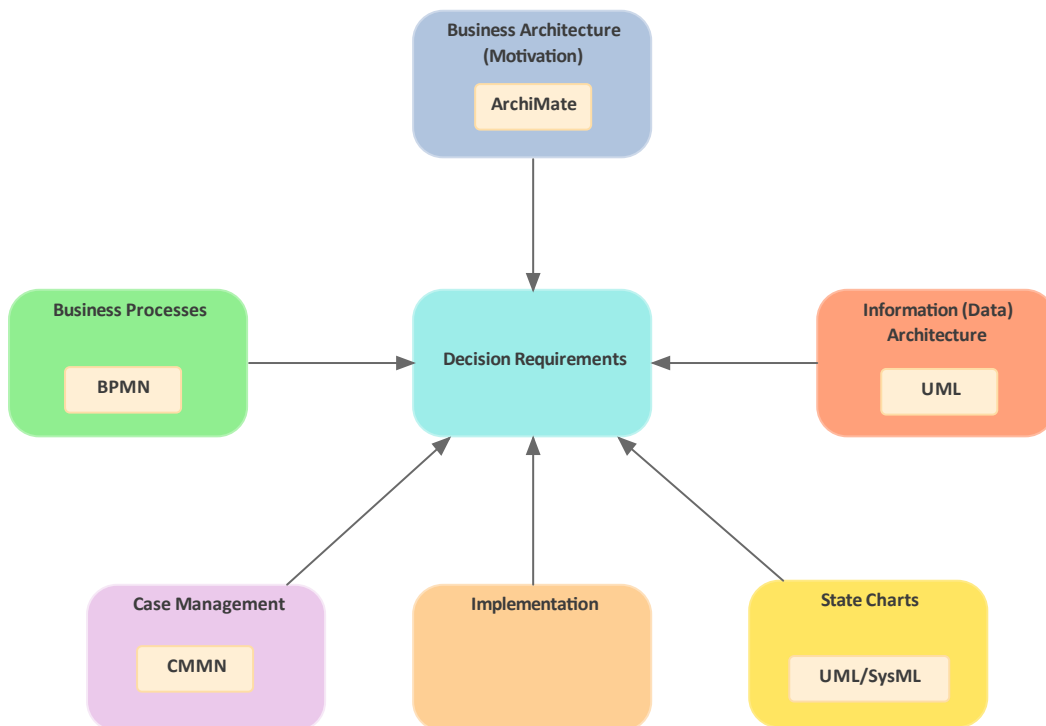 Business Architecture
(Motivation)
ArchiMate
Business Processes
BPMN
Decision Requirements
Information (Data)
Architecture
UML
Case Management
CMMN
Implementation
State Charts
UML/SysML